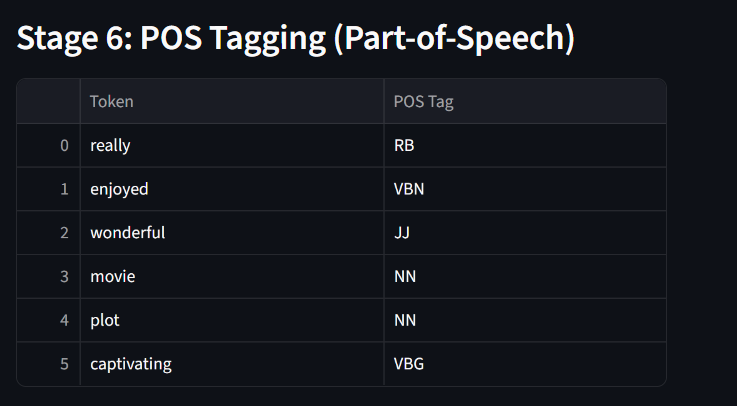 Stage 6: POS Tagging (Part-of-Speech)
Token POS Tag
0 really RB
1 enjoyed VBN
2 wonderful JJ
3 movie NN
4 plot NN
5 captivating VBG